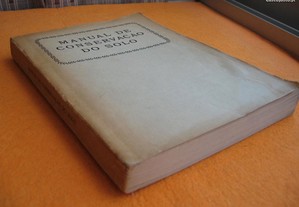 MANUAL DE
CONSERVAÇÃO
DO SOLO